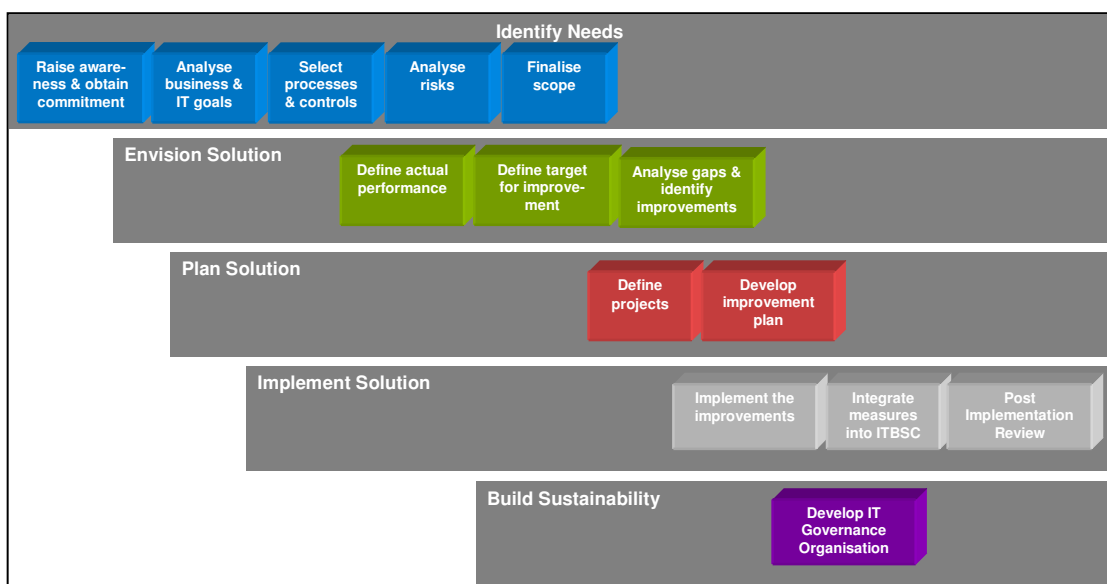 Identify Needs
Raise aware-
ness & obtain
commitment
Analyse
business &
IT goals
Select
processes
& controls
Analyse
risks
Finalise
scope
Envision Solution
Define actual
performance
Define target
for improve-
ment
Analyse gaps &
identify
improvements
Plan Solution
Define
projects
Develop
improvement
plan
Implement Solution
Implement the
improvements
Integrate
measures
into ITBSC
Post
Implementation
Review
Build Sustainability
Develop IT
Governance
Organisation